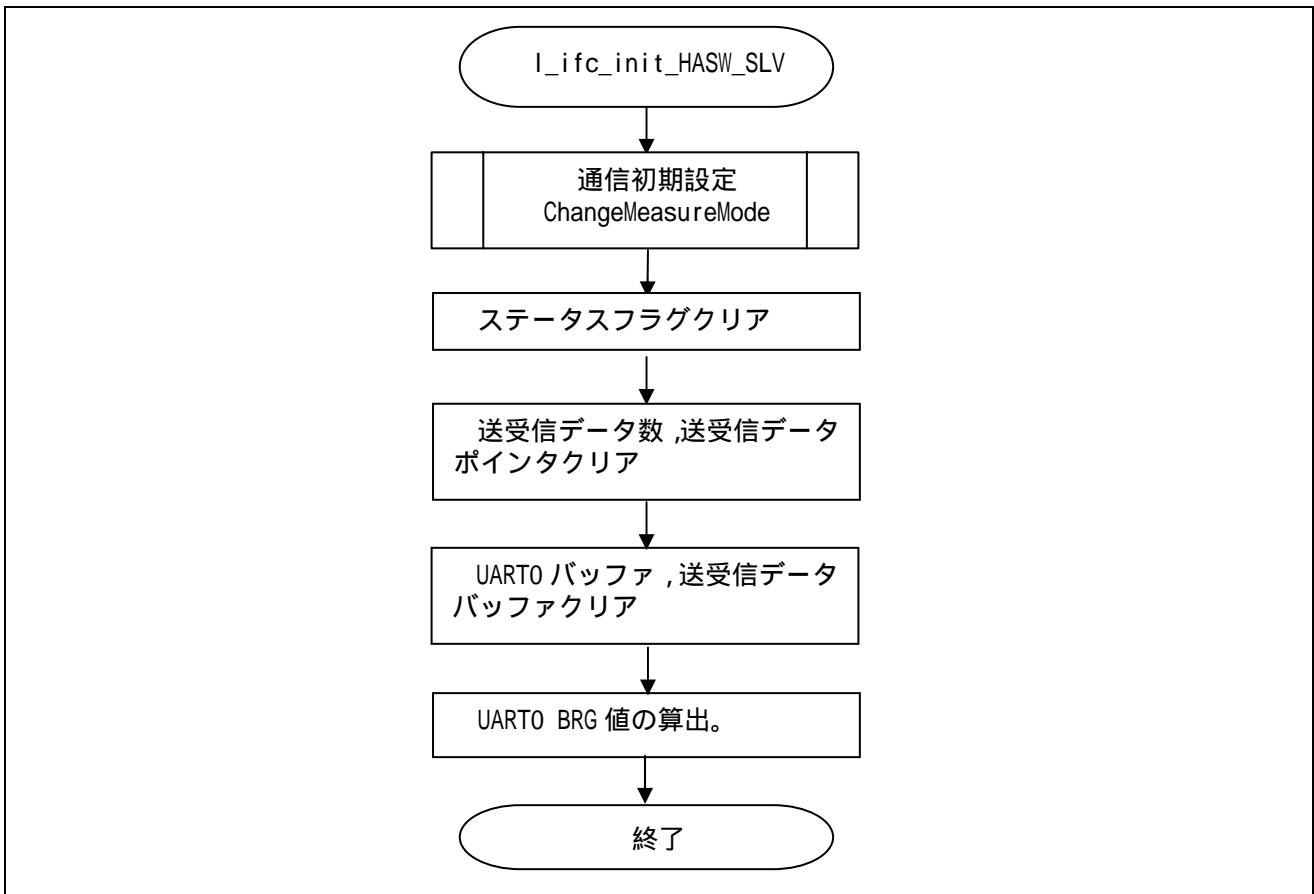 l_ifc_init_HASW_SLV
通信初期設定
ChangeMeasureMode
ステータスフラグクリア
送受信データ数,送受信データ
ポインタクリア
UART0 バッファ,送受信データ
バッファクリア
UART0 BRG 値の算出。
終了